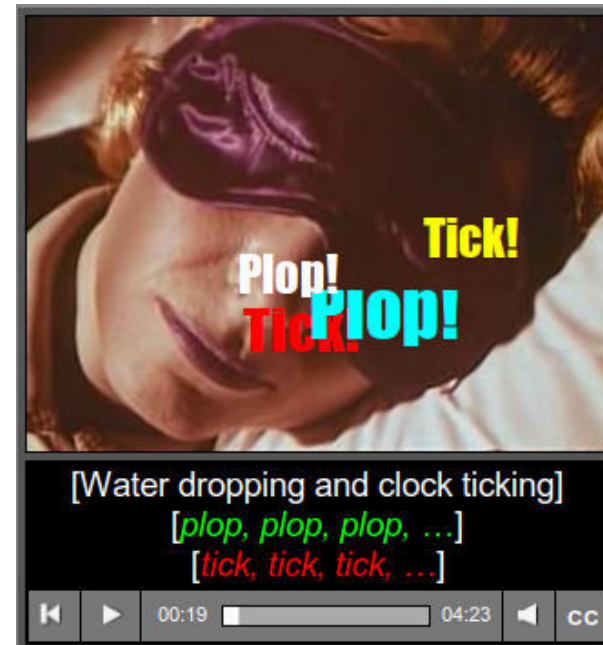 Tick!
Plop!
Plop!
Tick!
[Water dropping and clock ticking]
[plop, plop, plop, …]
[tick, tick, tick, …]
00:19 04:23 CC